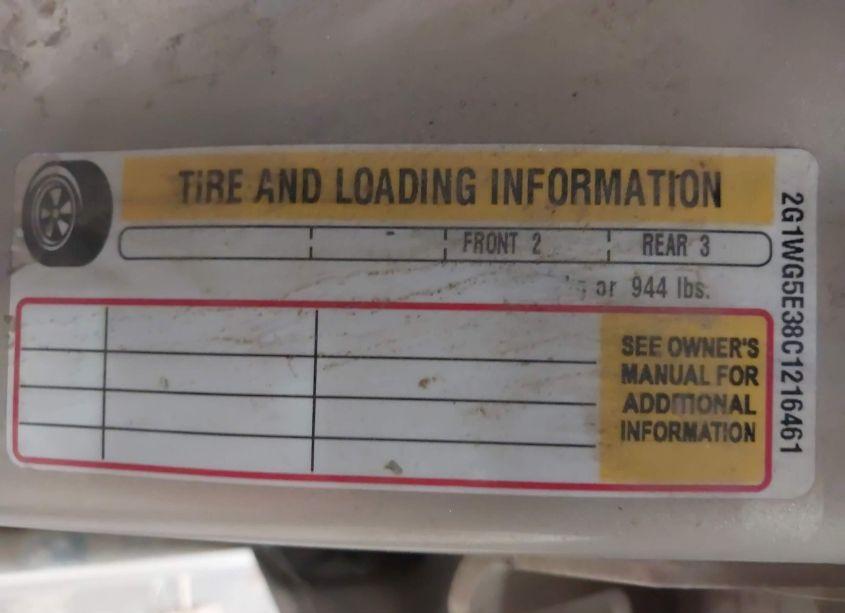 TIRE AND LOADING INFORMATION
FRONT 2 REAR 3
or 944 lbs.
SEE OWNER'S
MANUAL FOR
ADDITIONAL
INFORMATION
2G1WG5E38C1216461